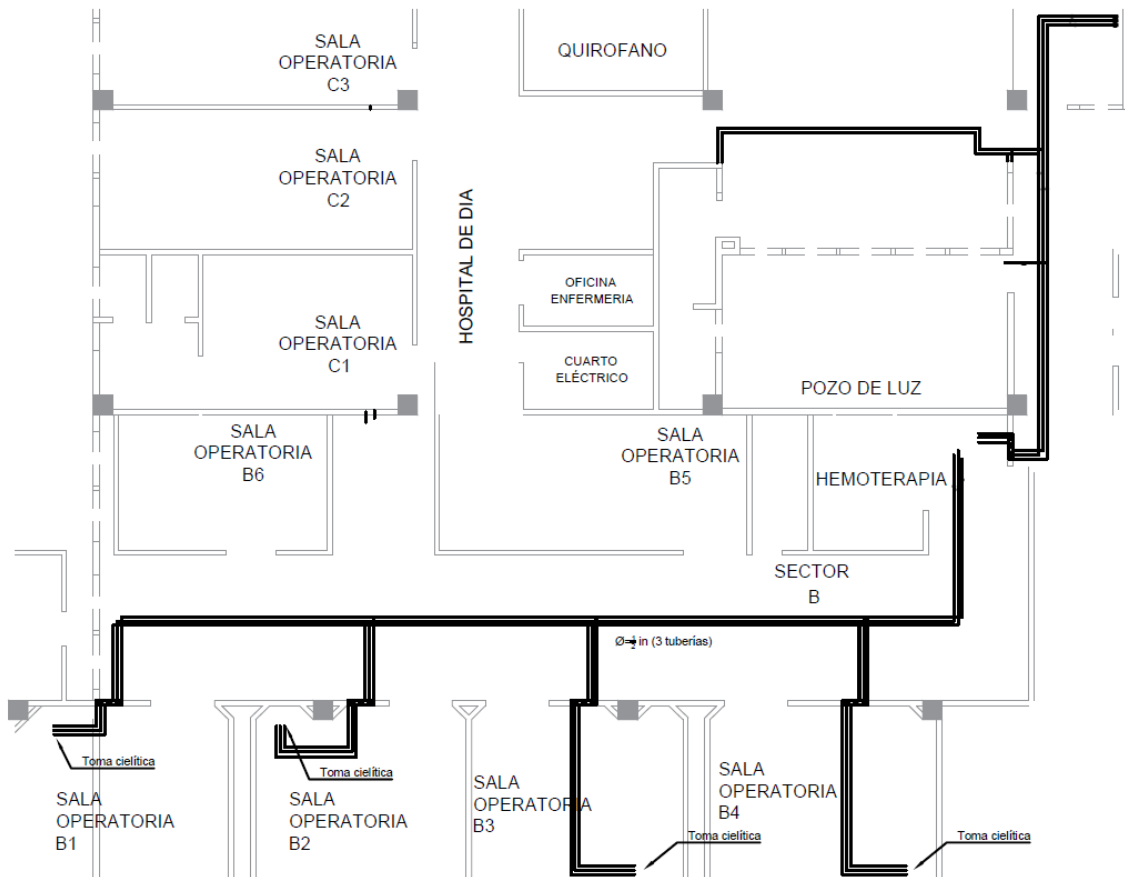 SALA
OPERATORIA
C3
QUIROFANO
SALA
OPERATORIA
C2
HOSPITAL DE DIA
OFICINA
ENFERMERIA
SALA
OPERATORIA
C1
CUARTO
ELÉCTRICO
POZO DE LUZ
SALA
OPERATORIA
B6
SALA
OPERATORIA
B5
HEMOTERAPIA
SECTOR
B
in (3 tuberías)
Toma cielítica
Toma cielítica
SALA
OPERATORIA
B1
SALA
OPERATORIA
B2
SALA
OPERATORIA
B3
SALA
OPERATORIA
B4
Toma cielítica
Toma cielítica